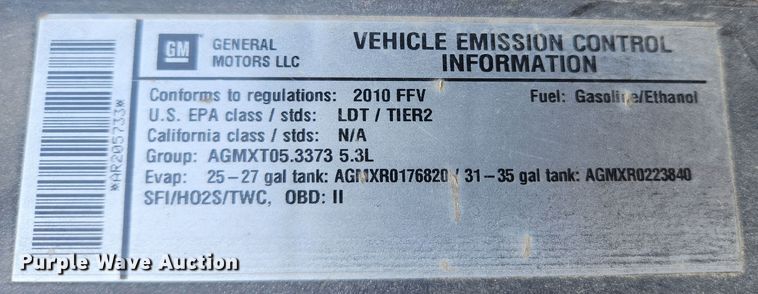 GM
GENERAL
MOTORS LLC
VEHICLE EMISSION CONTROL
INFORMATION
Conforms to regulations: 2010 FFV Fuel: Gasoline/Ethanol
U.S. EPA class / stds: LDT / TIER2
California class / stds: N/A
Group: AGMXT05.3373 5.3L
Evap: 25–27 gal tank: AGMXR0176820 / 31–35 gal tank: AGMXR0223840
SFI/HO2S/TWC, OBD: II
*AR205733*
Purple Wave Auction